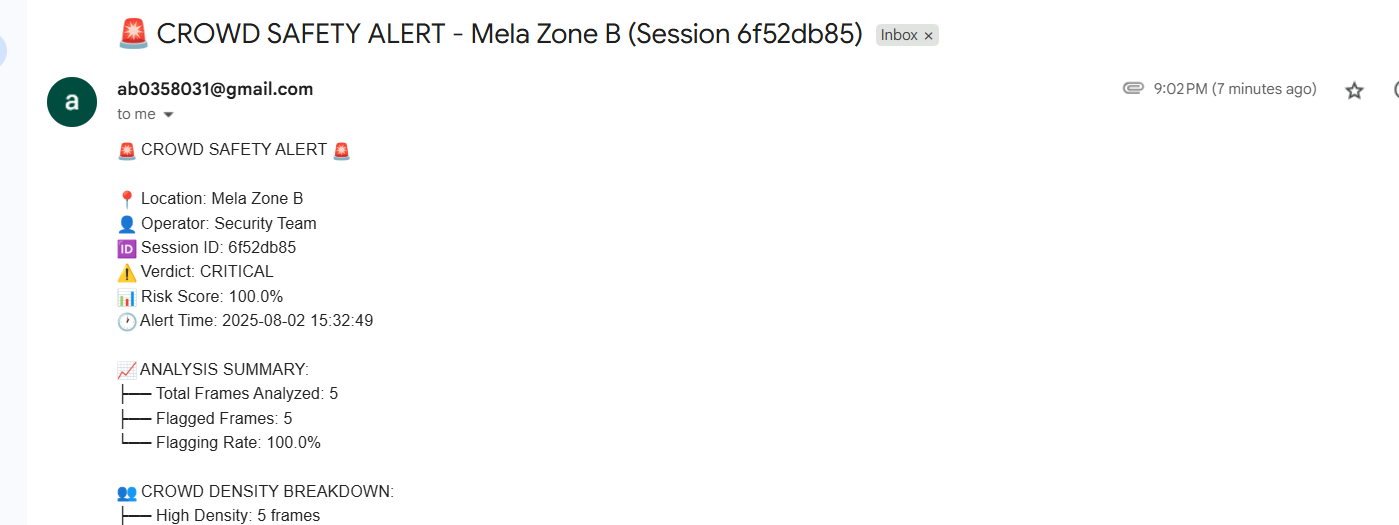 🚨 CROWD SAFETY ALERT - Mela Zone B (Session 6f52db85) Inbox ×
a
ab0358031@gmail.com 9:02 PM (7 minutes ago)
to me
🚨 CROWD SAFETY ALERT 🚨
📍 Location: Mela Zone B
👤 Operator: Security Team
🆔 Session ID: 6f52db85
⚠️ Verdict: CRITICAL
📊 Risk Score: 100.0%
🕐 Alert Time: 2025-08-02 15:32:49
📈 ANALYSIS SUMMARY:
├── Total Frames Analyzed: 5
├── Flagged Frames: 5
└── Flagging Rate: 100.0%
👥 CROWD DENSITY BREAKDOWN:
├── High Density: 5 frames